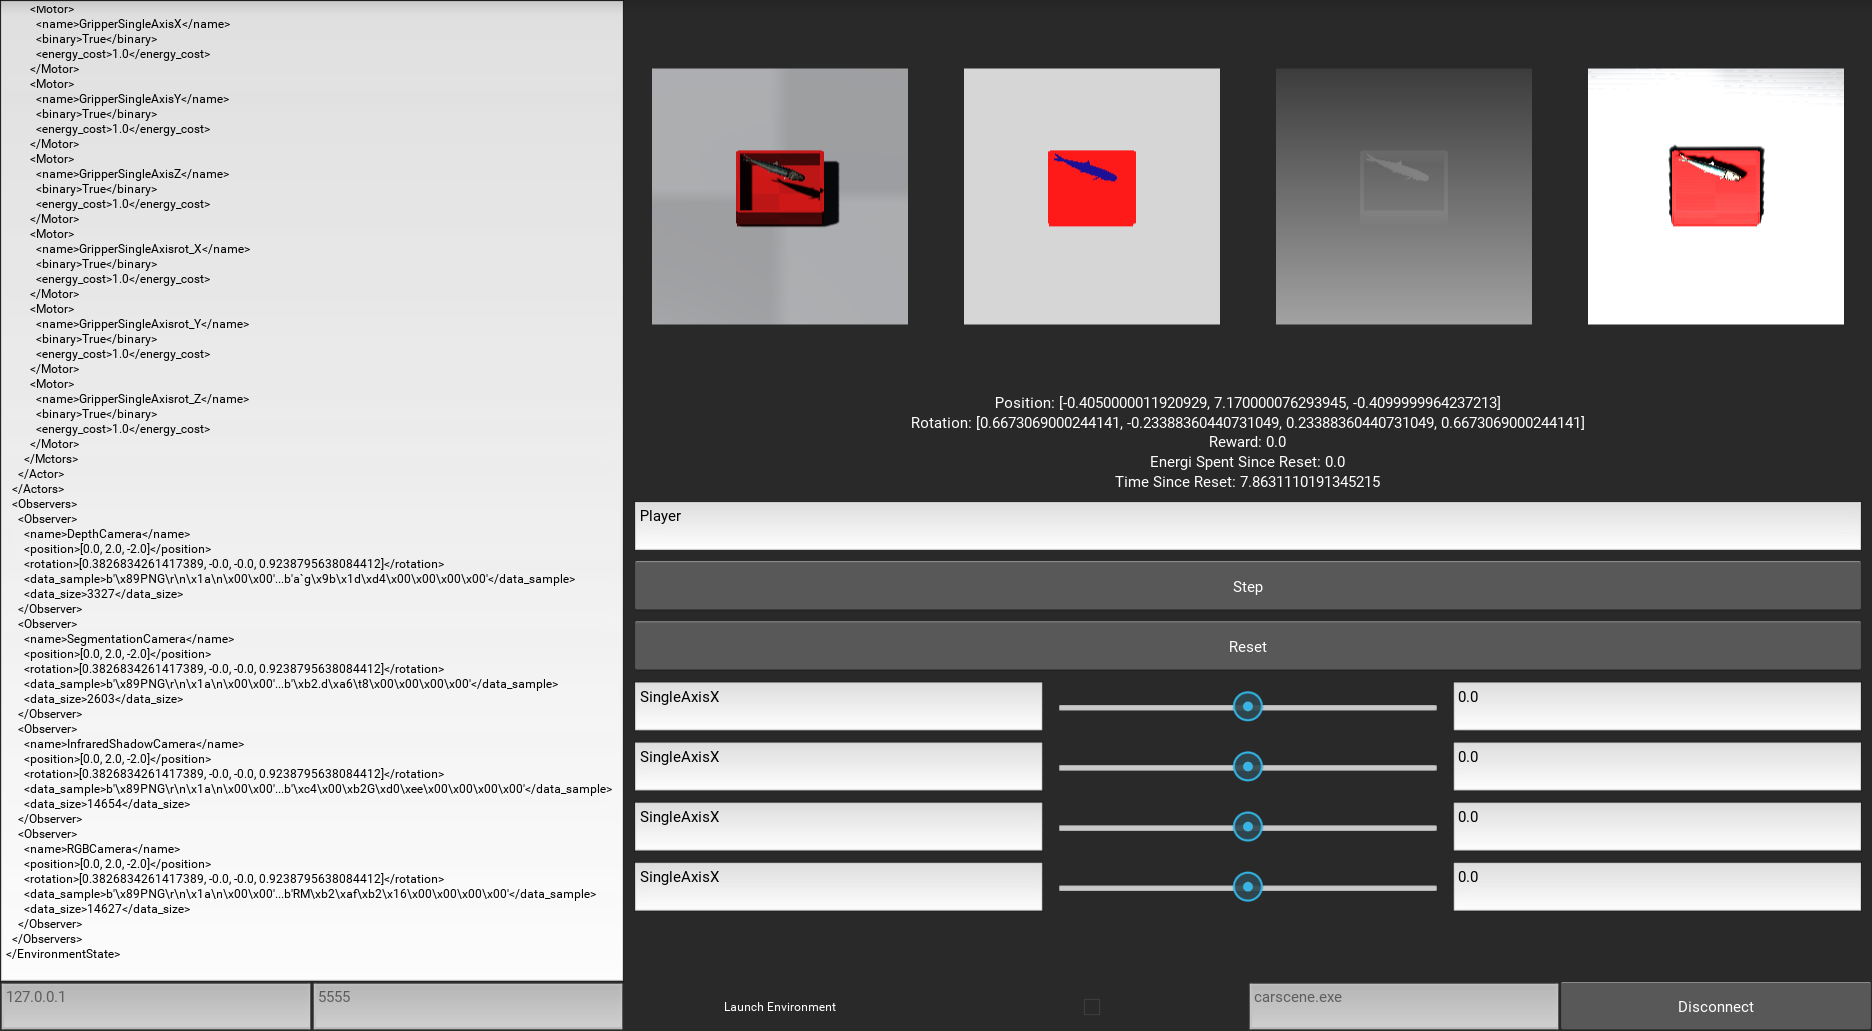 <Motor>
<name>GripperSingleAxisX</name>
<binary>True</binary>
<energy_cost>1.0</energy_cost>
</Motor>
<Motor>
<name>GripperSingleAxisY</name>
<binary>True</binary>
<energy_cost>1.0</energy_cost>
</Motor>
<Motor>
<name>GripperSingleAxisZ</name>
<binary>True</binary>
<energy_cost>1.0</energy_cost>
</Motor>
<Motor>
<name>GripperSingleAxisrot_X</name>
<binary>True</binary>
<energy_cost>1.0</energy_cost>
</Motor>
<Motor>
<name>GripperSingleAxisrot_Y</name>
<binary>True</binary>
<energy_cost>1.0</energy_cost>
</Motor>
<Motor>
<name>GripperSingleAxisrot_Z</name>
<binary>True</binary>
<energy_cost>1.0</energy_cost>
</Motor>
</Mctors>
</Actor>
</Actors>
<Observers>
<Observer>
<name>DepthCamera</name>
<position>[0.0, 2.0, -2.0]</position>
<rotation>[0.3826834261417389, -0.0, -0.0, 0.9238795638084412]</rotation>
<data_sample>b'\x89PNG\r\n\x1a\n\x00\x00'...b'a`g\x9b\x1d\xd4\x00\x00\x00\x00'</data_sample>
<data_size>3327</data_size>
</Observer>
<Observer>
<name>SegmentationCamera</name>
<position>[0.0, 2.0, -2.0]</position>
<rotation>[0.3826834261417389, -0.0, -0.0, 0.9238795638084412]</rotation>
<data_sample>b'\x89PNG\r\n\x1a\n\x00\x00'...b'\xb2.d\xa6\t8\x00\x00\x00\x00'</data_sample>
<data_size>2603</data_size>
</Observer>
<Observer>
<name>InfraredShadowCamera</name>
<position>[0.0, 2.0, -2.0]</position>
<rotation>[0.3826834261417389, -0.0, -0.0, 0.9238795638084412]</rotation>
<data_sample>b'\x89PNG\r\n\x1a\n\x00\x00'...b'\xc4\x00\xb2G\xd0\xee\x00\x00\x00\x00'</data_sample>
<data_size>14654</data_size>
</Observer>
<Observer>
<name>RGBCamera</name>
<position>[0.0, 2.0, -2.0]</position>
<rotation>[0.3826834261417389, -0.0, -0.0, 0.9238795638084412]</rotation>
<data_sample>b'\x89PNG\r\n\x1a\n\x00\x00'...b'RM\xb2\xaf\xb2\x16\x00\x00\x00\x00'</data_sample>
<data_size>14627</data_size>
</Observer>
</Observers>
</EnvironmentState>
Position: [-0.4050000011920929, 7.170000076293945, -0.4099999964237213]
Rotation: [0.6673069000244141, -0.23388360440731049, 0.23388360440731049, 0.6673069000244141]
Reward: 0.0
Energi Spent Since Reset: 0.0
Time Since Reset: 7.8631110191345215
Player
Step
Reset
SingleAxisX 0.0
SingleAxisX 0.0
SingleAxisX 0.0
SingleAxisX 0.0
127.0.0.1 5555 Launch Environment carscene.exe Disconnect